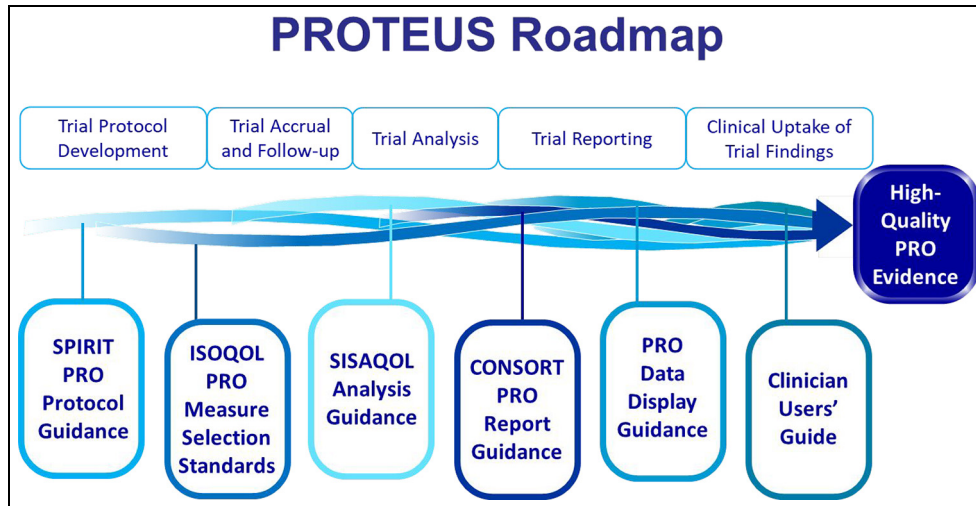 PROTEUS Roadmap
Trial Protocol
Development
Trial Accrual
and Follow-up
Trial Analysis
Trial Reporting
Clinical Uptake of
Trial Findings
High-
Quality
PRO
Evidence
SPIRIT
PRO
Protocol
Guidance
ISOQOL
PRO
Measure
Selection
Standards
SISAQOL
Analysis
Guidance
CONSORT
PRO
Report
Guidance
PRO
Data
Display
Guidance
Clinician
Users’
Guide